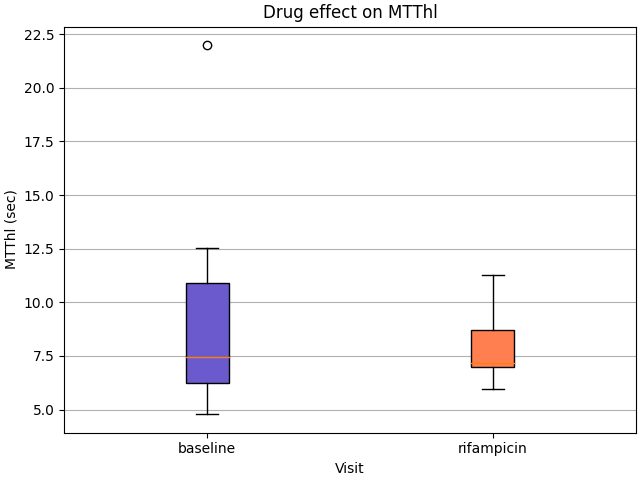 Drug effect on MTThl
22.5
20.0
17.5
15.0
12.5
10.0
7.5
5.0
MTThl (sec)
baseline
rifampicin
Visit